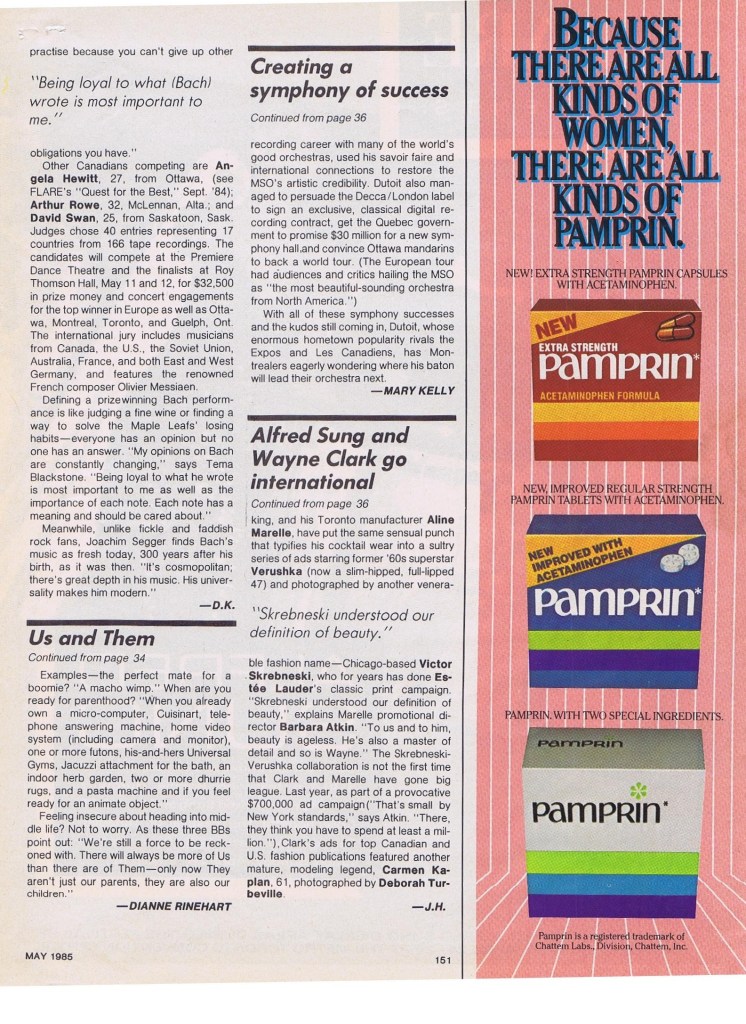 practise because you can't give up other
"Being loyal to what (Bach)
wrote is most important to
me."
obligations you have."
Other Canadians competing are An-
gela Hewitt, 27, from Ottawa, (see
FLARE's "Quest for the Best," Sept. '84);
Arthur Rowe, 32, McLennan, Alta.; and
David Swan, 25, from Saskatoon, Sask.
Judges chose 40 entries representing 17
countries from 166 tape recordings. The
candidates will compete at the Premiere
Dance Theatre and the finalists at Roy
Thomson Hall, May 11 and 12, for $32,500
in prize money and concert engagements
for the top winner in Europe as well as Otta-
wa, Montreal, Toronto, and Guelph, Ont.
The international jury includes musicians
from Canada, the U.S., the Soviet Union,
Australia, France, and both East and West
Germany, and features the renowned
French composer Olivier Messiaen.
Defining a prizewinning Bach perform-
ance is like judging a fine wine or finding a
way to solve the Maple Leafs' losing
habits—everyone has an opinion but no
one has an answer. "My opinions on Bach
are constantly changing," says Tema
Blackstone. "Being loyal to what he wrote
is most important to me as well as the
importance of each note. Each note has a
meaning and should be cared about."
Meanwhile, unlike fickle and faddish
rock fans, Joachim Segger finds Bach's
music as fresh today, 300 years after his
birth, as it was then. "It's cosmopolitan;
there's great depth in his music. His univer-
sality makes him modern."
—D.K.
Us and Them
Continued from page 34
Examples—the perfect mate for a
boomie? "A macho wimp." When are you
ready for parenthood? "When you already
own a micro-computer, Cuisinart, tele-
phone answering machine, home video
system (including camera and monitor),
one or more futons, his-and-hers Universal
Gyms, Jacuzzi attachment for the bath, an
indoor herb garden, two or more dhurrie
rugs, and a pasta machine and if you feel
ready for an animate object."
Feeling insecure about heading into mid-
dle life? Not to worry. As these three BBs
point out: "We're still a force to be reck-
oned with. There will always be more of Us
than there are of Them—only now They
aren't just our parents, they are also our
children."
—DIANNE RINEHART
Creating a
symphony of success
Continued from page 36
recording career with many of the world's
good orchestras, used his savoir faire and
international connections to restore the
MSO's artistic credibility. Dutoit also man-
aged to persuade the Decca/London label
to sign an exclusive, classical digital re-
cording contract, get the Quebec govern-
ment to promise $30 million for a new sym-
phony hall,and convince Ottawa mandarins
to back a world tour. (The European tour
had audiences and critics hailing the MSO
as "the most beautiful-sounding orchestra
from North America.")
With all of these symphony successes
and the kudos still coming in, Dutoit, whose
enormous hometown popularity rivals the
Expos and Les Canadiens, has Mon-
trealers eagerly wondering where his baton
will lead their orchestra next.
—MARY KELLY
Alfred Sung and
Wayne Clark go
international
Continued from page 36
king, and his Toronto manufacturer Aline
Marelle, have put the same sensual punch
that typifies his cocktail wear into a sultry
series of ads starring former '60s superstar
Verushka (now a slim-hipped, full-lipped
47) and photographed by another venera-
"Skrebneski understood our
definition of beauty."
ble fashion name—Chicago-based Victor
Skrebneski, who for years has done Es-
tée Lauder's classic print campaign.
"Skrebneski understood our definition of
beauty," explains Marelle promotional di-
rector Barbara Atkin. "To us and to him,
beauty is ageless. He's also a master of
detail and so is Wayne." The Skrebneski-
Verushka collaboration is not the first time
that Clark and Marelle have gone big
league. Last year, as part of a provocative
$700,000 ad campaign("That's small by
New York standards," says Atkin. "There,
they think you have to spend at least a mil-
lion."),Clark's ads for top Canadian and
U.S. fashion publications featured another
mature, modeling legend, Carmen Ka-
plan, 61, photographed by Deborah Tur-
beville.
—J.H.
BECAUSE
THERE ARE ALL
KINDS OF
WOMEN,
THERE ARE ALL
KINDS OF
PAMPRIN.
NEW! EXTRA STRENGTH PAMPRIN CAPSULES
WITH ACETAMINOPHEN.
NEW
EXTRA STRENGTH
PAMPRIN*
ACETAMINOPHEN FORMULA
NEW, IMPROVED REGULAR STRENGTH
PAMPRIN TABLETS WITH ACETAMINOPHEN.
NEW
IMPROVED WITH
ACETAMINOPHEN
PAMPRIN*
PAMPRIN. WITH TWO SPECIAL INGREDIENTS.
PAMPRIN
PAMPRIN*
Pamprin is a registered trademark of
Chattem Labs., Division, Chattem, Inc.
MAY 1985
151